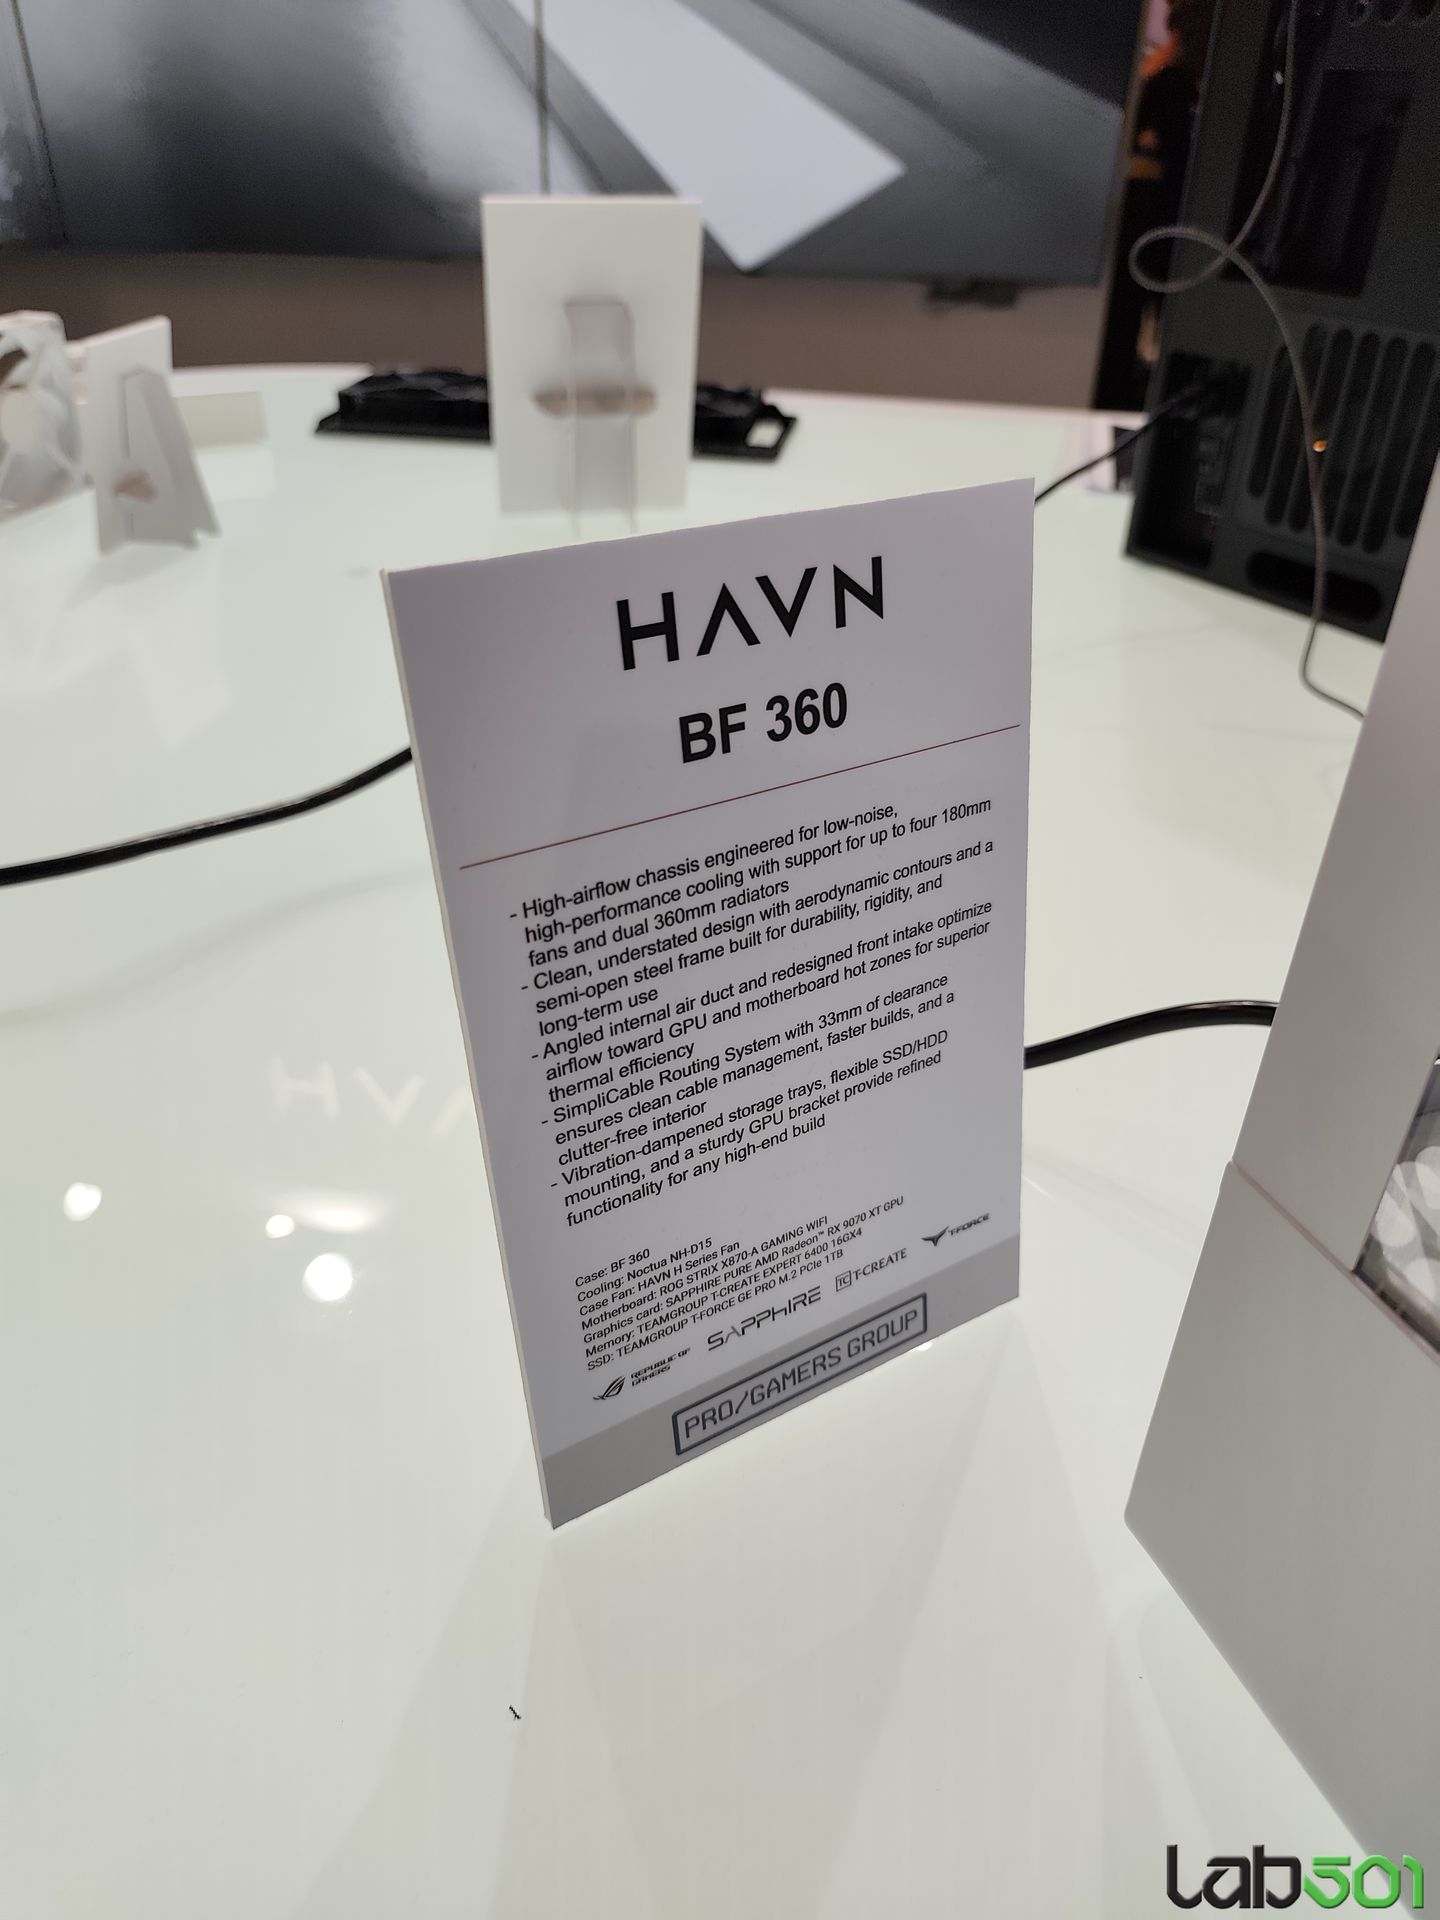 HAVN
BF 360
- High-airflow chassis engineered for low-noise,
high-performance cooling with support for up to four 180mm
fans and dual 360mm radiators
- Clean, understated design with aerodynamic contours and a
semi-open steel frame built for durability, rigidity, and
long-term use
- Angled internal air duct and redesigned front intake optimize
airflow toward GPU and motherboard hot zones for superior
thermal efficiency
- SimpliCable Routing System with 33mm of clearance
ensures clean cable management, faster builds, and a
clutter-free interior
- Vibration-dampened storage trays, flexible SSD/HDD
mounting, and a sturdy GPU bracket provide refined
functionality for any high-end build
Case: BF 360
Cooling: Noctua NH-D15
Case Fan: HAVN H Series Fan
Motherboard: ROG STRIX X870-A GAMING WIFI
Graphics card: SAPPHIRE PURE AMD Radeon™ RX 9070 XT GPU
Memory: TEAMGROUP T-CREATE EXPERT 6400 16GX4
SSD: TEAMGROUP T-FORCE GE PRO M.2 PCIe 1TB
REPUBLIC OF
GAMERS
SAPPHIRE
TC T-CREATE
T-FORCE
PRO/GAMERS GROUP
Lab501